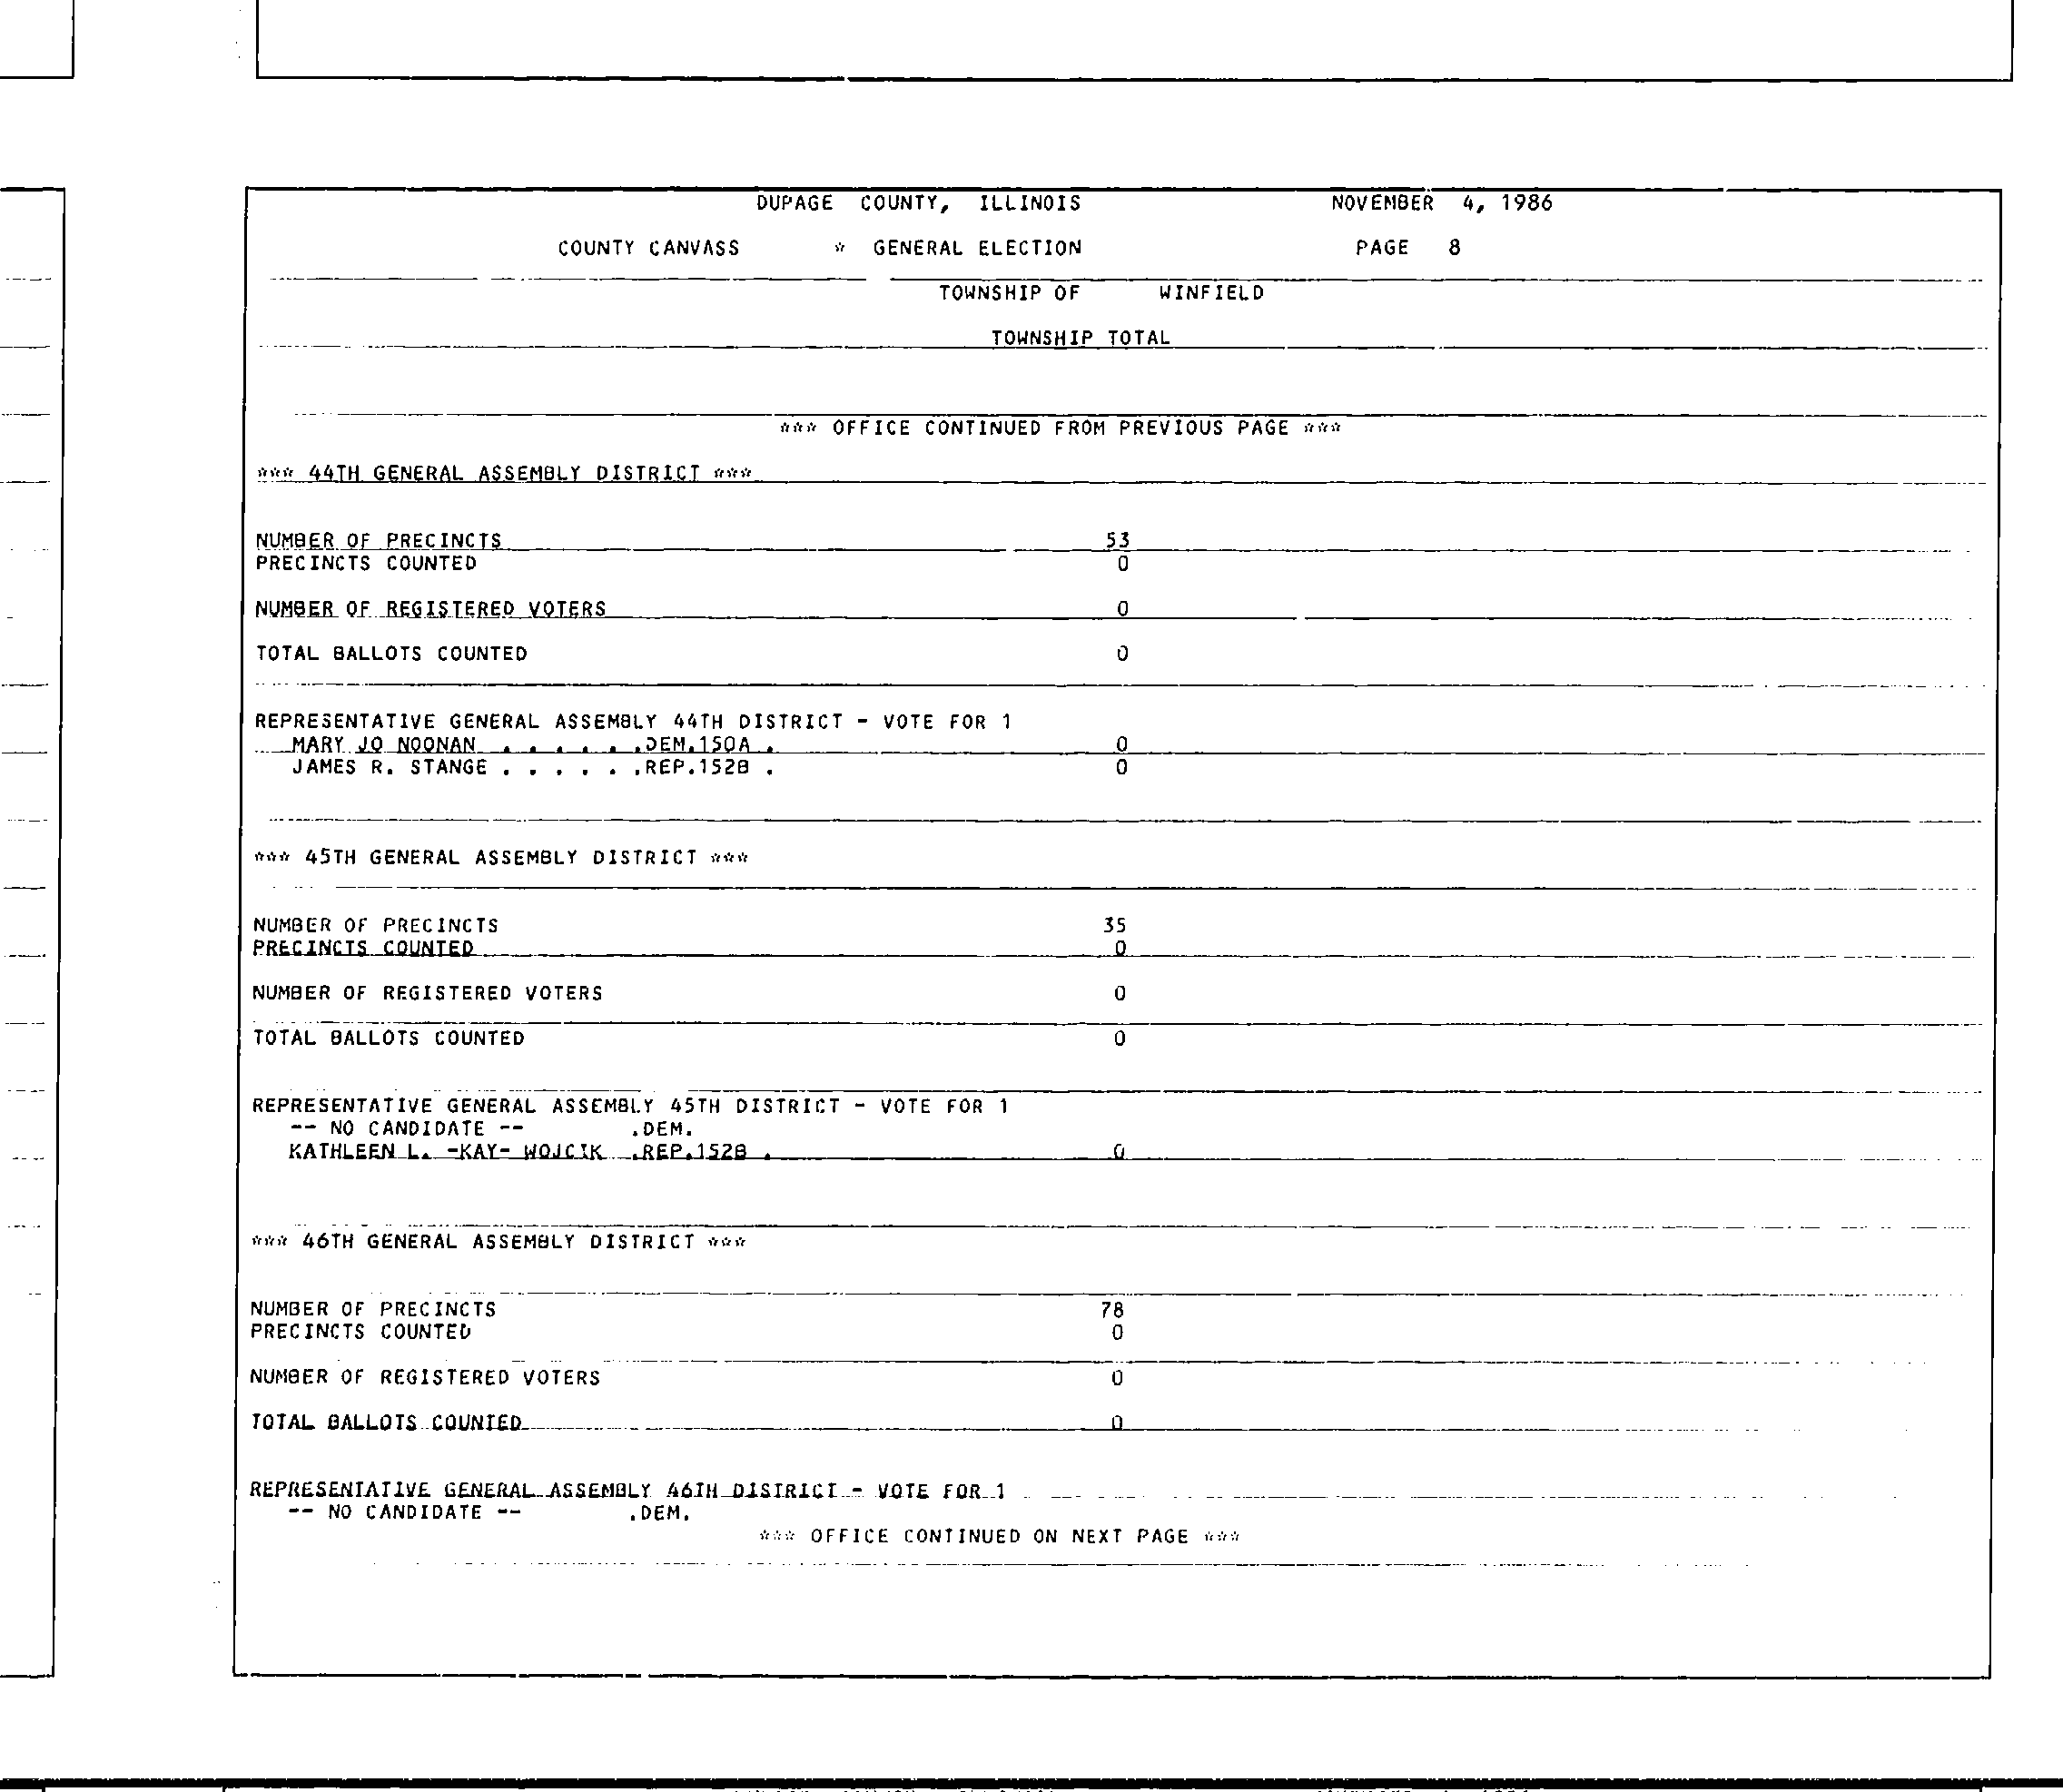 DUPAGE COUNTY, ILLINOIS NOVEMBER 4, 1986
COUNTY CANVASS * GENERAL ELECTION PAGE 8
TOWNSHIP OF WINFIELD
TOWNSHIP TOTAL
*** OFFICE CONTINUED FROM PREVIOUS PAGE ***
*** 44TH GENERAL ASSEMBLY DISTRICT ***
NUMBER OF PRECINCTS 53
PRECINCTS COUNTED 0
NUMBER OF REGISTERED VOTERS 0
TOTAL BALLOTS COUNTED 0
REPRESENTATIVE GENERAL ASSEMBLY 44TH DISTRICT - VOTE FOR 1
MARY JO NOONAN . . . . . .DEM.150A . 0
JAMES R. STANGE . . . . . .REP.152B . 0
*** 45TH GENERAL ASSEMBLY DISTRICT ***
NUMBER OF PRECINCTS 35
PRECINCTS COUNTED 0
NUMBER OF REGISTERED VOTERS 0
TOTAL BALLOTS COUNTED 0
REPRESENTATIVE GENERAL ASSEMBLY 45TH DISTRICT - VOTE FOR 1
-- NO CANDIDATE -- .DEM.
KATHLEEN L. -KAY- WOJCIK .REP.152B . 0
*** 46TH GENERAL ASSEMBLY DISTRICT ***
NUMBER OF PRECINCTS 78
PRECINCTS COUNTED 0
NUMBER OF REGISTERED VOTERS 0
TOTAL BALLOTS COUNTED 0
REPRESENTATIVE GENERAL ASSEMBLY 46TH DISTRICT - VOTE FOR 1
-- NO CANDIDATE -- .DEM.
*** OFFICE CONTINUED ON NEXT PAGE ***